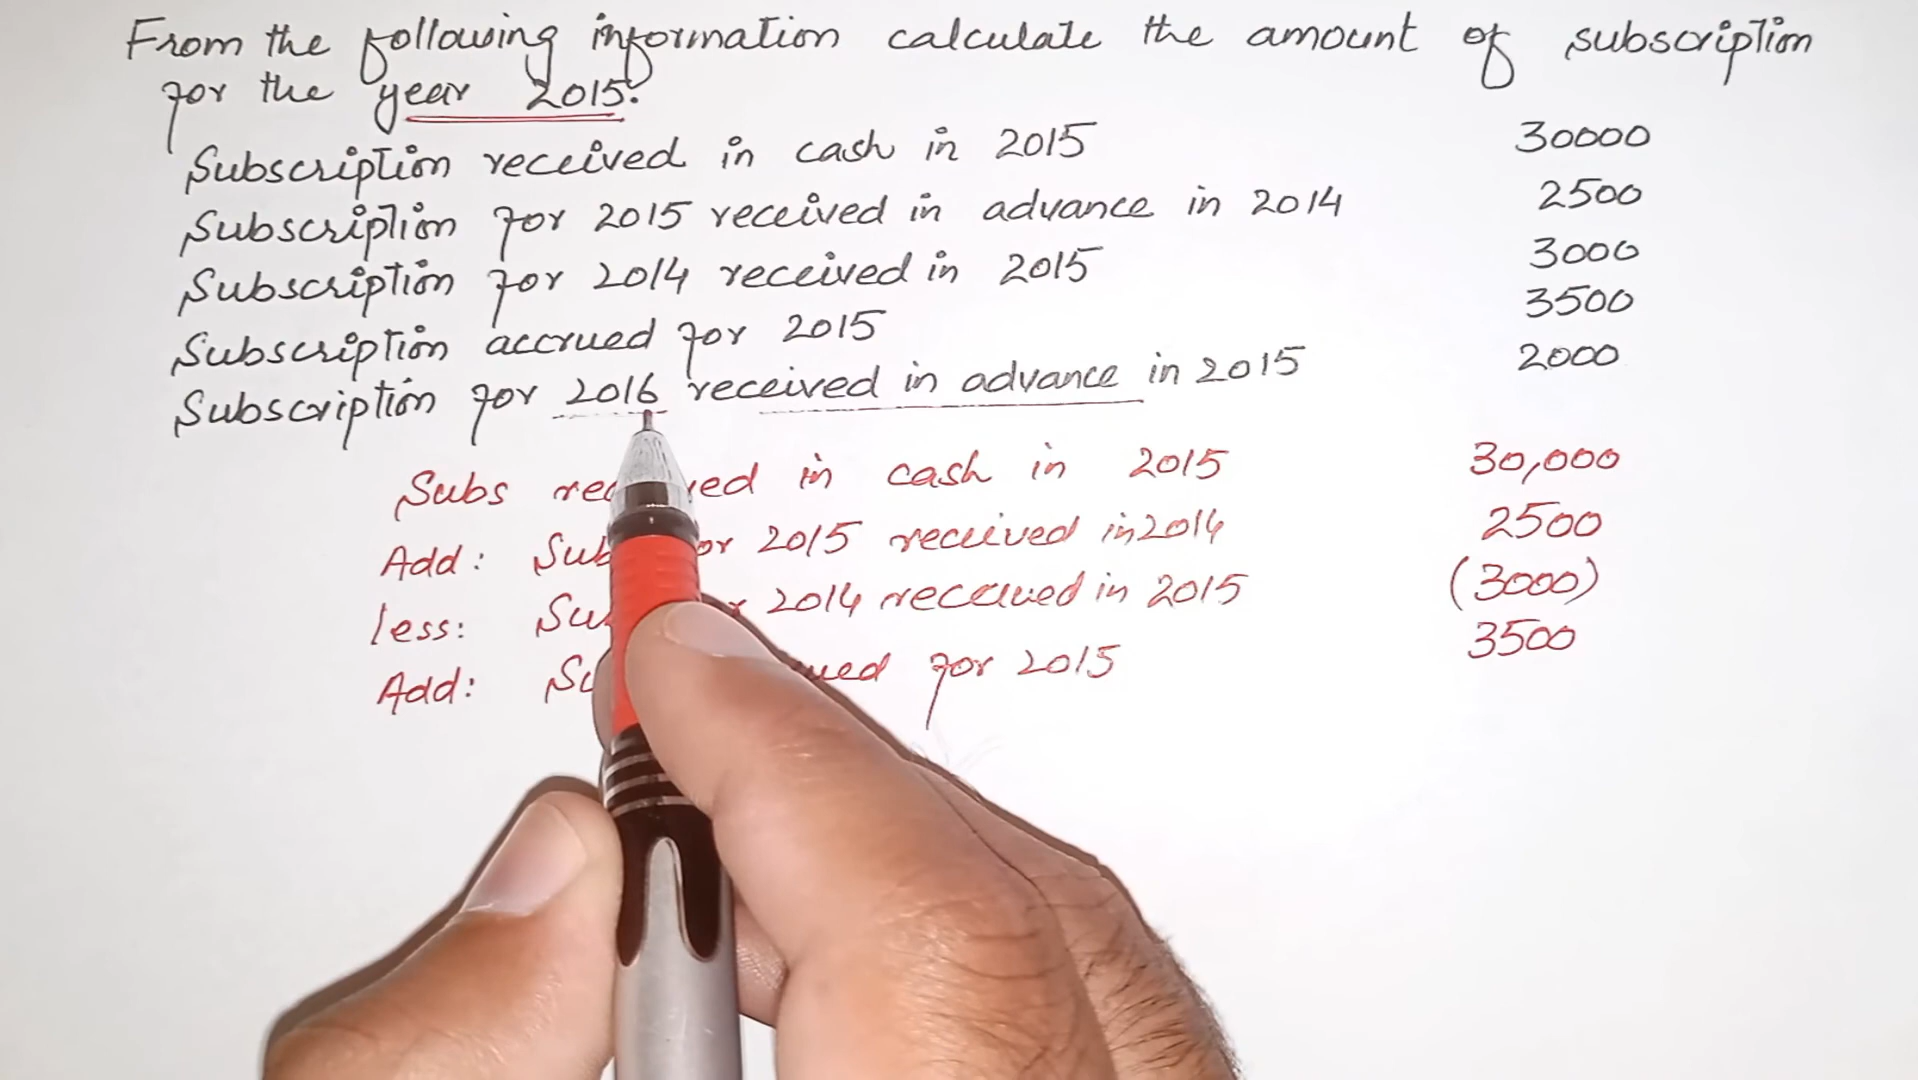 From the following information calculate the amount of subscription
for the year 2015.
Subscription received in cash in 2015 30000
Subscription for 2015 received in advance in 2014 2500
Subscription for 2014 received in 2015 3000
Subscription accrued for 2015 3500
Subscription for 2016 received in advance in 2015 2000
Subs in cash in 2015 30,000
Add: 2015 received in 2014 2500
less: 2014 received in 2015 (3000)
Add: for 2015 3500